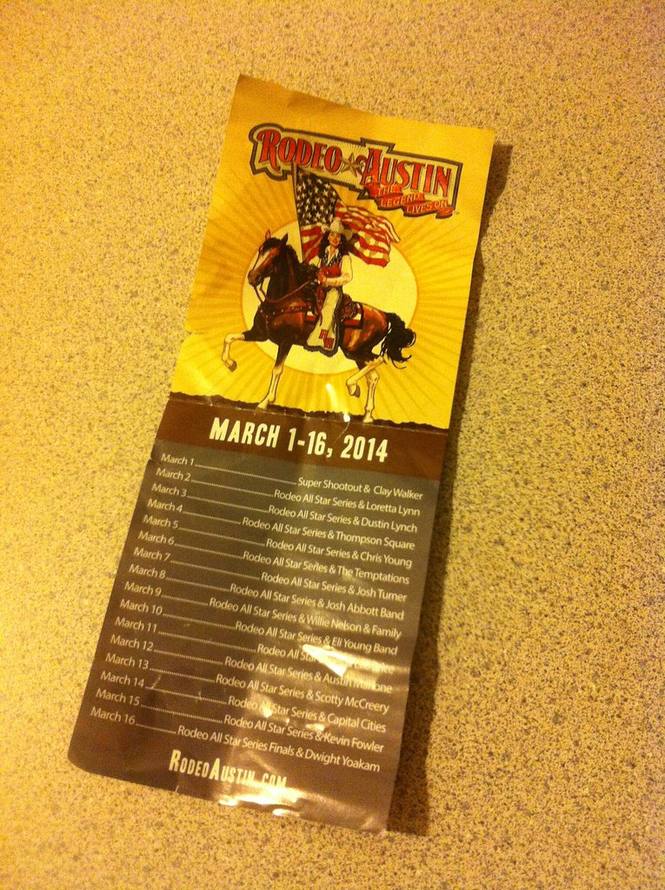 RODEO AUSTIN
THE
LEGEND
LIVES ON
MARCH 1-16, 2014
March 1 Super Shootout & Clay Walker
March 2 Rodeo All Star Series & Loretta Lynn
March 3 Rodeo All Star Series & Dustin Lynch
March 4 Rodeo All Star Series & Thompson Square
March 5 Rodeo All Star Series & Chris Young
March 6 Rodeo All Star Series & The Temptations
March 7 Rodeo All Star Series & Josh Turner
March 8 Rodeo All Star Series & Josh Abbott Band
March 9 Rodeo All Star Series & Willie Nelson & Family
March 10 Rodeo All Star Series & Eli Young Band
March 11 Rodeo All
March 12 Rodeo All Star Series & Austin Mahone
March 13 Rodeo All Star Series & Scotty McCreery
March 14 Rodeo All Star Series & Capital Cities
March 15 Rodeo All Star Series & Kevin Fowler
March 16 Rodeo All Star Series Finals & Dwight Yoakam
RODEOAUSTIN.COM